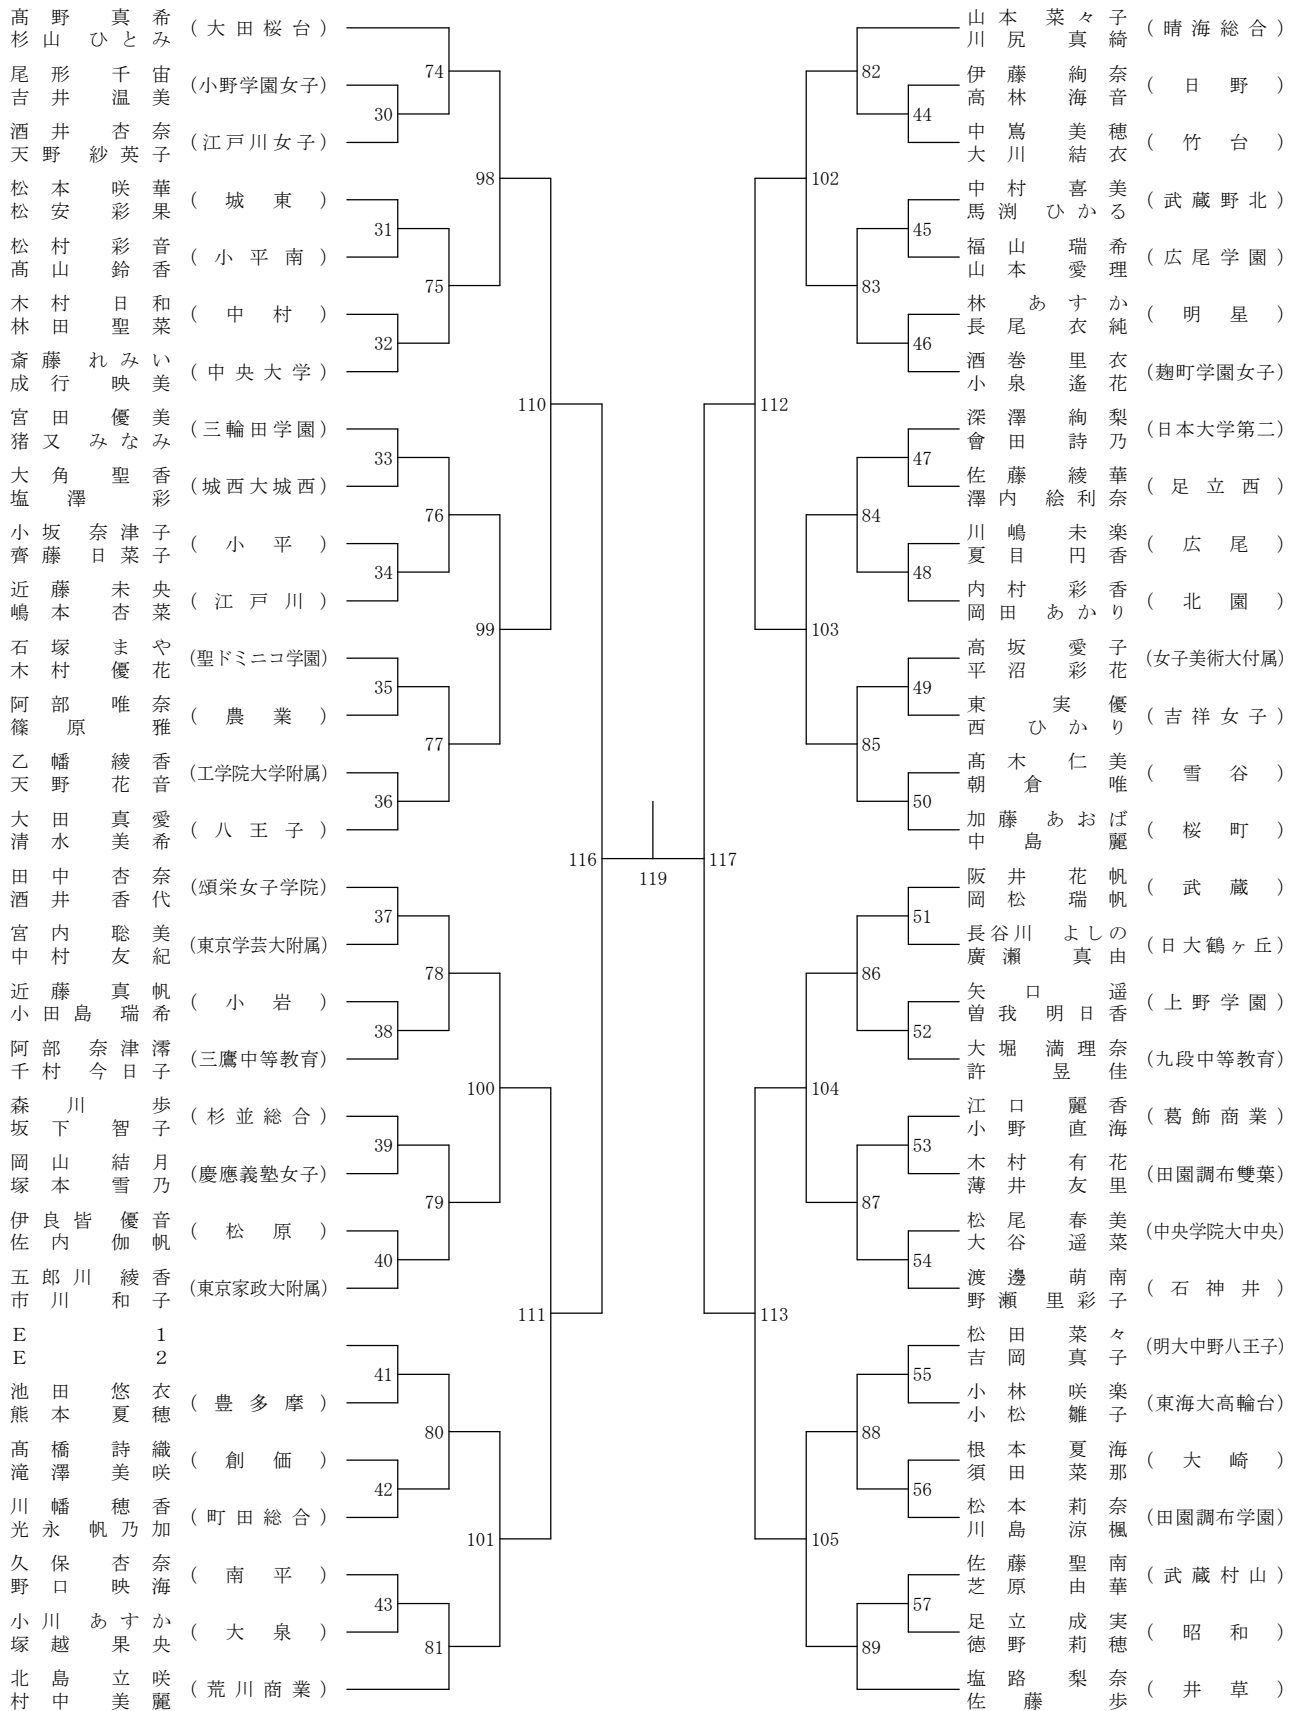 髙野真希
杉山ひとみ
(大田桜台)
尾形千宙
吉井温美
(小野学園女子)
酒井杏奈
天野紗英子
(江戸川女子)
松本咲華
松安彩果
(城東)
松村彩音
髙山鈴香
(小平南)
木村日和
林田聖菜
(中村)
斎藤れみい
成行映美
(中央大学)
宮田優美
猪又みなみ
(三輪田学園)
大角聖香
塩澤彩
(城西大城西)
小坂奈津子
齊藤日菜子
(小平)
近藤未央
嶋本杏菜
(江戸川)
石塚まや
木村優花
(聖ドミニコ学園)
阿部唯奈
篠原雅
(農業)
乙幡綾香
天野花音
(工学院大学附属)
大田真愛
清水美希
(八王子)
田中杏奈
酒井香代
(頌栄女子学院)
宮内聡美
中村友紀
(東京学芸大附属)
近藤真帆
小田島瑞希
(小岩)
阿部奈津澪
千村今日子
(三鷹中等教育)
森川歩
坂下智子
(杉並総合)
岡山結月
塚本雪乃
(慶應義塾女子)
伊良皆優音
佐内伽帆
(松原)
五郎川綾香
市川和子
(東京家政大附属)
E 1
E 2
池田悠衣
熊本夏穂
(豊多摩)
髙橋詩織
滝澤美咲
(創価)
川幡穂香
光永帆乃加
(町田総合)
久保杏奈
野口映海
(南平)
小川あすか
塚越果央
(大泉)
北島立咲
村中美麗
(荒川商業)
74
30
98
31
75
32
110
33
76
34
99
35
77
36
116
37
78
38
100
39
79
40
111
41
80
42
101
43
81
119
82
44
102
45
83
46
112
47
84
48
103
49
85
50
117
51
86
52
104
53
87
54
113
55
88
56
105
57
89
山本菜々子
川尻真綺
(晴海総合)
伊藤絢奈
高林海音
(日野)
中嶌美穂
大川結衣
(竹台)
中村喜美
馬渕ひかる
(武蔵野北)
福山瑞希
山本愛理
(広尾学園)
林あすか
長尾衣純
(明星)
酒巻里衣
小泉遙花
(麹町学園女子)
深澤絢梨
會田詩乃
(日本大学第二)
佐藤綾華
澤内絵利奈
(足立西)
川嶋未楽
夏目円香
(広尾)
内村彩香
岡田あかり
(北園)
高坂愛子
平沼彩花
(女子美術大付属)
東実優
西ひかり
(吉祥女子)
髙木仁美
朝倉唯
(雪谷)
加藤あおば
中島麗
(桜町)
阪井花帆
岡松瑞帆
(武蔵)
長谷川よしの
廣瀬真由
(日大鶴ヶ丘)
矢口遥
曽我明日香
(上野学園)
大堀満理奈
許昱佳
(九段中等教育)
江口麗香
小野直海
(葛飾商業)
木村有花
薄井友里
(田園調布雙葉)
松尾春美
大谷遥菜
(中央学院大中央)
渡邊萌南
野瀬里彩子
(石神井)
松田菜々
吉岡真子
(明大中野八王子)
小林咲楽
小松雛子
(東海大高輪台)
根本夏海
須田菜那
(大崎)
松本莉奈
川島涼楓
(田園調布学園)
佐藤聖南
芝原由華
(武蔵村山)
足立成実
徳野莉穂
(昭和)
塩路梨奈
佐藤歩
(井草)